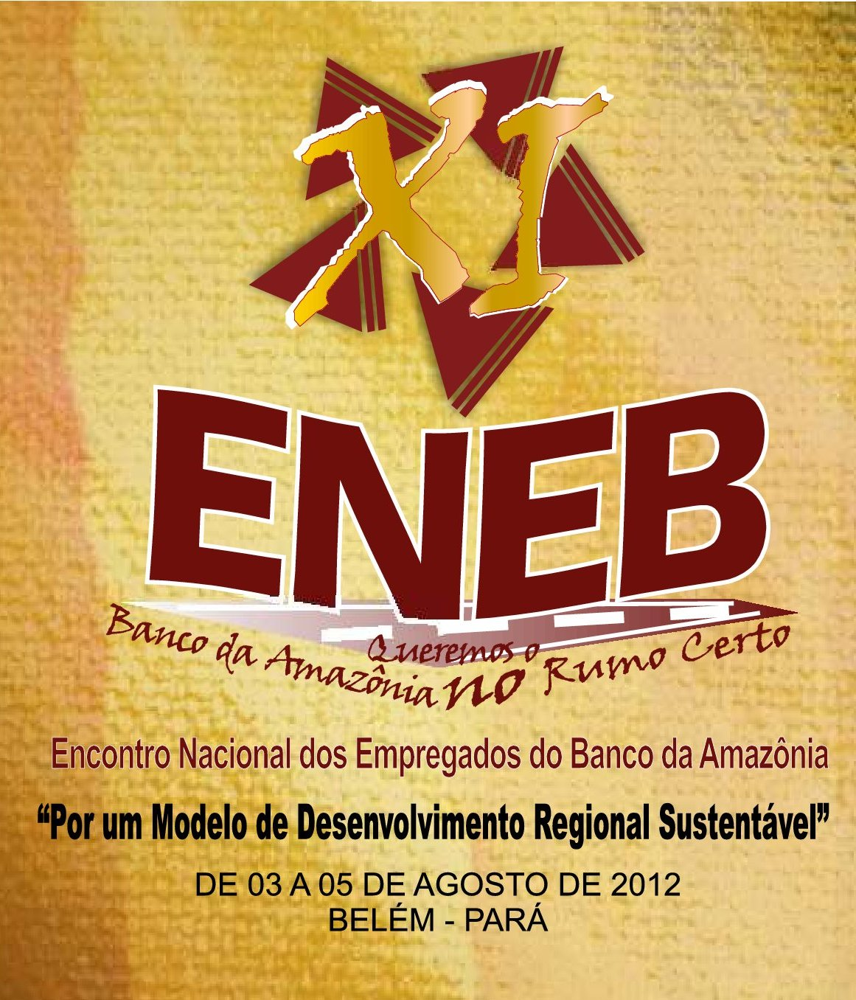 XI
ENEB
Queremos o
Banco da Amazônia no Rumo Certo
Encontro Nacional dos Empregados do Banco da Amazônia
“Por um Modelo de Desenvolvimento Regional Sustentável”
DE 03 A 05 DE AGOSTO DE 2012
BELÉM - PARÁ